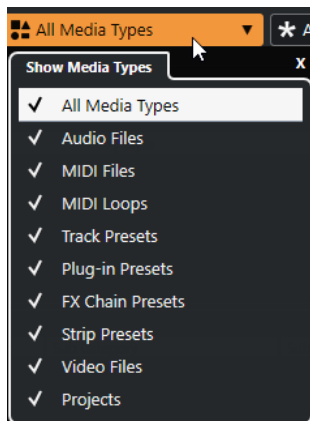 All Media Types
A
Show Media Types x
All Media Types
Audio Files
MIDI Files
MIDI Loops
Track Presets
Plug-in Presets
FX Chain Presets
Strip Presets
Video Files
Projects